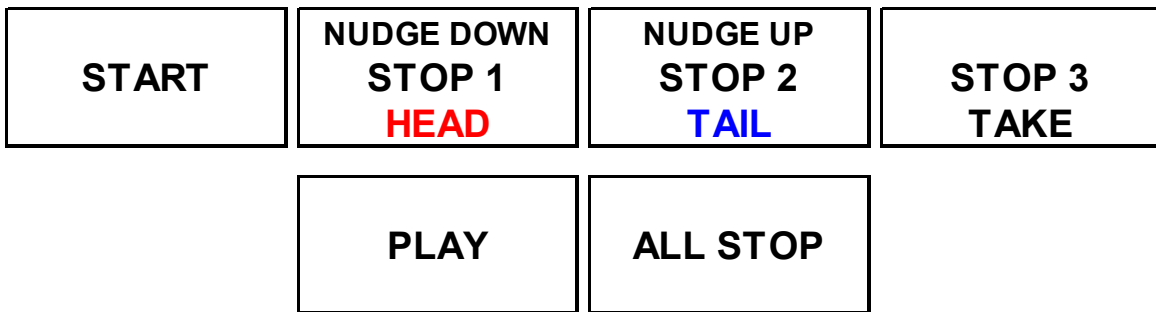 START
NUDGE DOWN
STOP 1
HEAD
NUDGE UP
STOP 2
TAIL
STOP 3
TAKE
PLAY
ALL STOP